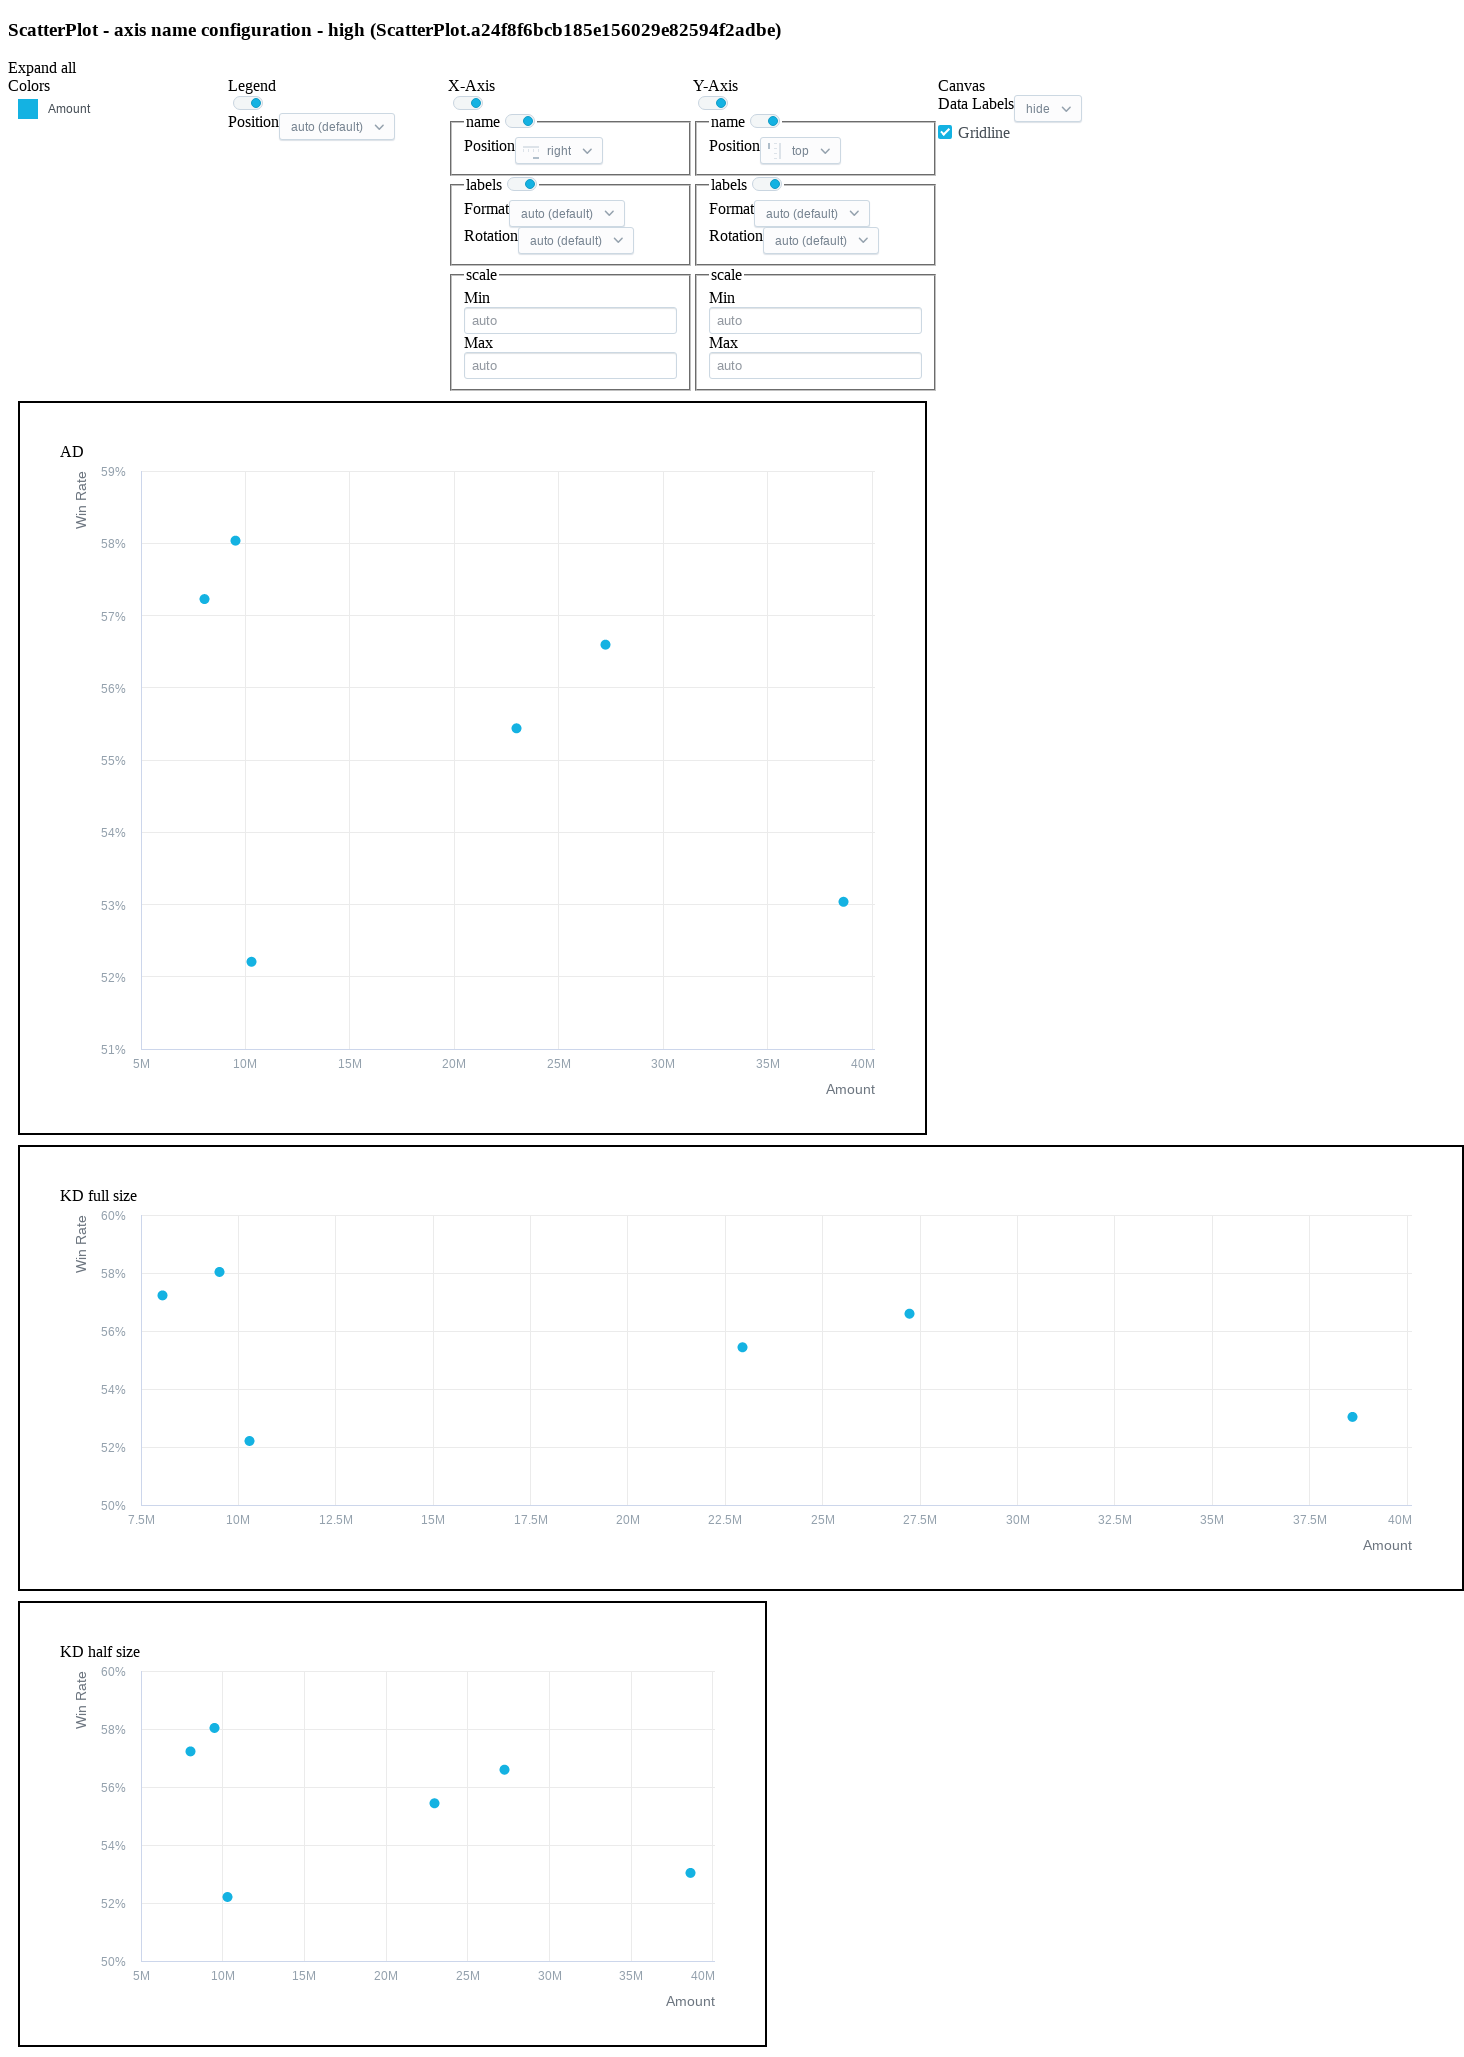 ScatterPlot - axis name configuration - high (ScatterPlot.a24f8f6bcb185e156029e82594f2adbe)
Expand all
Colors
Amount
Legend
Position auto (default)
X-Axis
name
Position right
labels
Format auto (default)
Rotation auto (default)
scale
Min
auto
Max
auto
Y-Axis
name
Position top
labels
Format auto (default)
Rotation auto (default)
scale
Min
auto
Max
auto
Canvas
Data Labels hide
Gridline
AD
Win Rate
59%
58%
57%
56%
55%
54%
53%
52%
51%
5M 10M 15M 20M 25M 30M 35M 40M
Amount
KD full size
Win Rate
60%
58%
56%
54%
52%
50%
7.5M 10M 12.5M 15M 17.5M 20M 22.5M 25M 27.5M 30M 32.5M 35M 37.5M 40M
Amount
KD half size
Win Rate
60%
58%
56%
54%
52%
50%
5M 10M 15M 20M 25M 30M 35M 40M
Amount